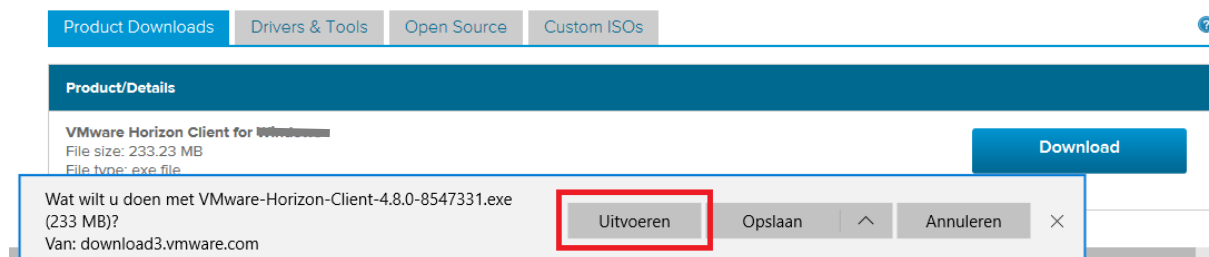 Product Downloads Drivers & Tools Open Source Custom ISOs ?
Product/Details
VMware Horizon Client for
File size: 233.23 MB
Download
File type: exe file
Wat wilt u doen met VMware-Horizon-Client-4.8.0-8547331.exe
(233 MB)?
Uitvoeren Opslaan Annuleren
Van: download3.vmware.com